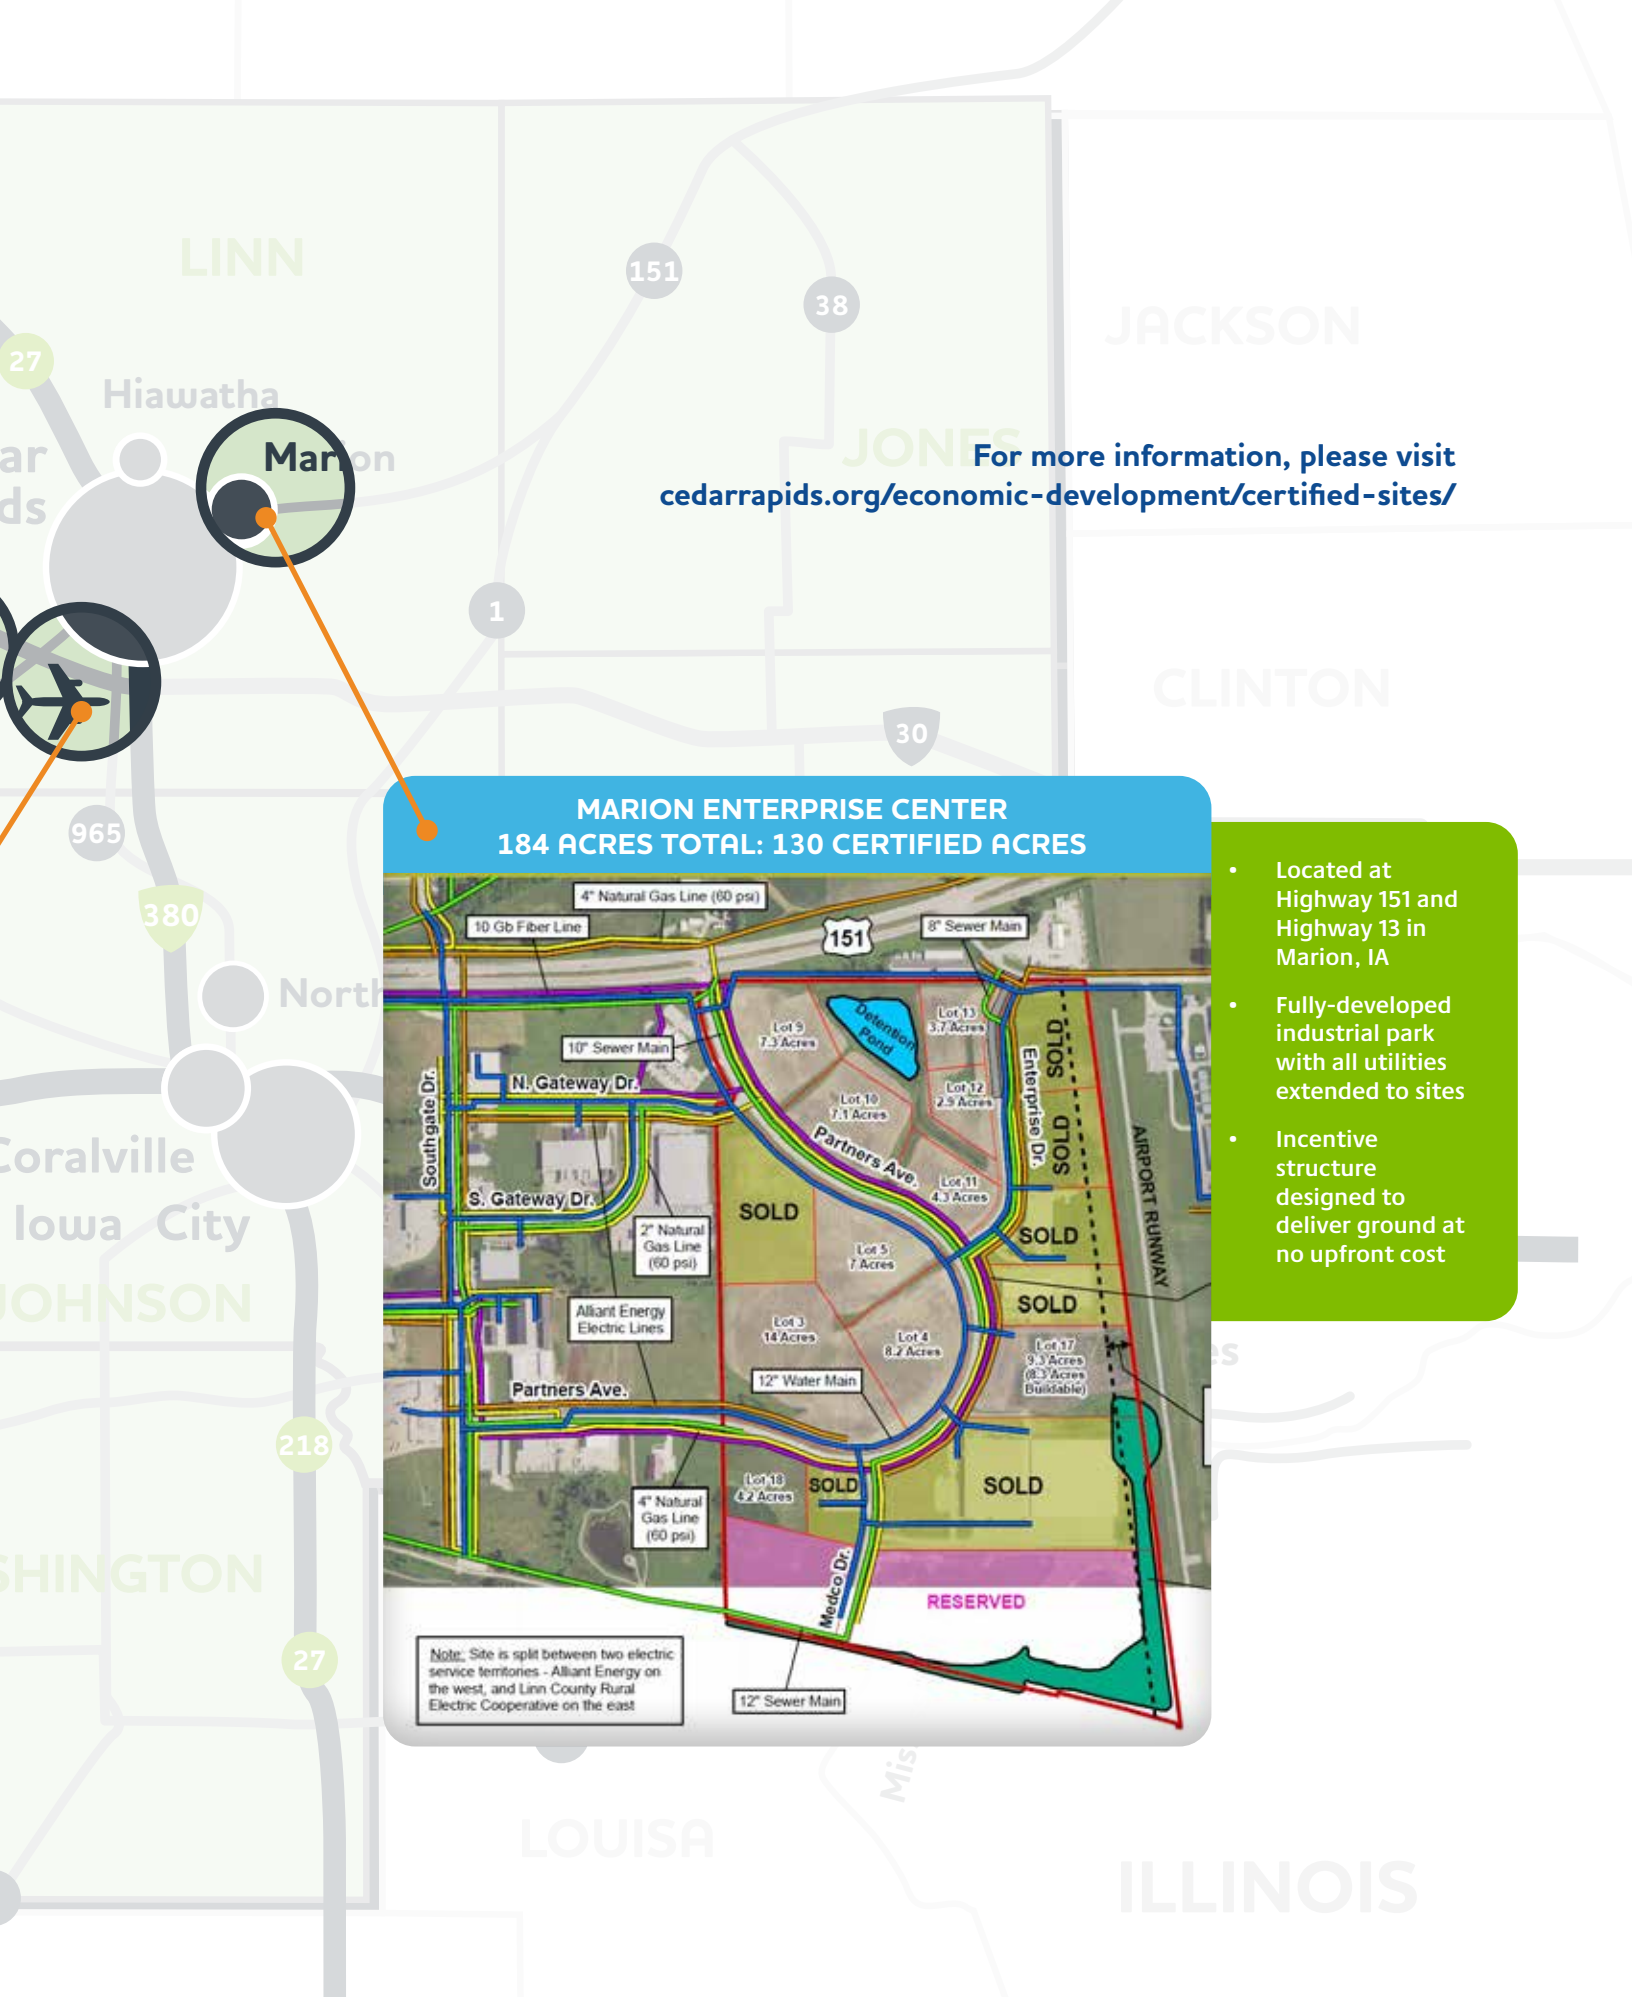 LINN
151
38
JACKSON
27
Hiawatha
Marion
ar
ds
JONES
For more information, please visit
cedarrapids.org/economic-development/certified-sites/
1
CLINTON
30
965
380
North
Coralville
Iowa City
JOHNSON
218
SHINGTON
27
LOUISA
Mis
ILLINOIS
es
MARION ENTERPRISE CENTER
184 ACRES TOTAL: 130 CERTIFIED ACRES
4" Natural Gas Line (60 psi)
10 Gb Fiber Line
151
8" Sewer Main
Lot 9
7.3 Acres
Detention
Pond
Lot 13
3.7 Acres
SOLD
10" Sewer Main
N. Gateway Dr.
Lot 12
2.9 Acres
Enterprise Dr.
Lot 10
7.1 Acres
Southgate Dr.
Partners Ave.
SOLD
AIRPORT RUNWAY
Lot 11
4.3 Acres
S. Gateway Dr.
SOLD
2" Natural
Gas Line
(60 psi)
SOLD
Lot 5
7 Acres
SOLD
Alliant Energy
Electric Lines
Lot 3
14 Acres
Lot 4
8.2 Acres
Lot 17
9.3 Acres
(8.3 Acres
Buildable)
12" Water Main
Partners Ave.
Lot 18
4.2 Acres
SOLD
SOLD
4" Natural
Gas Line
(60 psi)
Medco Dr.
RESERVED
Note: Site is split between two electric
service territories - Alliant Energy on
the west, and Linn County Rural
Electric Cooperative on the east
12" Sewer Main
• Located at
Highway 151 and
Highway 13 in
Marion, IA
• Fully-developed
industrial park
with all utilities
extended to sites
• Incentive
structure
designed to
deliver ground at
no upfront cost